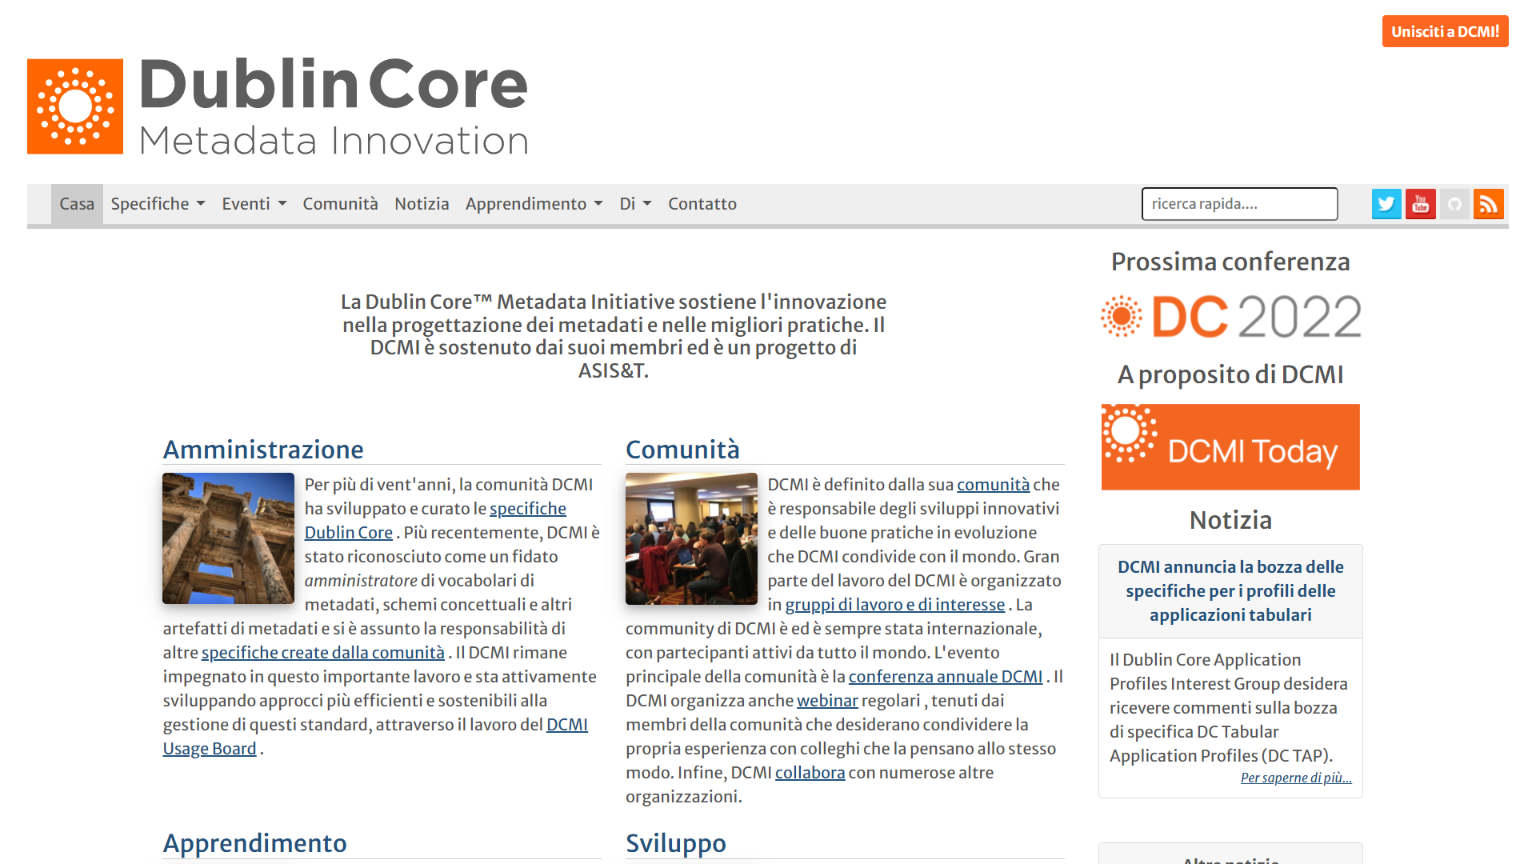 Unisciti a DCMI!
Dublin Core
Metadata Innovation
Casa Specifiche Eventi Comunità Notizia Apprendimento Di Contatto
ricerca rapida....
You Tube
La Dublin Core™ Metadata Initiative sostiene l'innovazione
nella progettazione dei metadati e nelle migliori pratiche. Il
DCMI è sostenuto dai suoi membri ed è un progetto di
ASIS&T.
Amministrazione
Per più di vent'anni, la comunità DCMI
ha sviluppato e curato le specifiche
Dublin Core . Più recentemente, DCMI è
stato riconosciuto come un fidato
amministratore di vocabolari di
metadati, schemi concettuali e altri
artefatti di metadati e si è assunto la responsabilità di
altre specifiche create dalla comunità . Il DCMI rimane
impegnato in questo importante lavoro e sta attivamente
sviluppando approcci più efficienti e sostenibili alla
gestione di questi standard, attraverso il lavoro del DCMI
Usage Board .
Comunità
DCMI è definito dalla sua comunità che
è responsabile degli sviluppi innovativi
e delle buone pratiche in evoluzione
che DCMI condivide con il mondo. Gran
parte del lavoro del DCMI è organizzato
in gruppi di lavoro e di interesse . La
community di DCMI è ed è sempre stata internazionale,
con partecipanti attivi da tutto il mondo. L'evento
principale della comunità è la conferenza annuale DCMI . Il
DCMI organizza anche webinar regolari , tenuti dai
membri della comunità che desiderano condividere la
propria esperienza con colleghi che la pensano allo stesso
modo. Infine, DCMI collabora con numerose altre
organizzazioni.
Apprendimento
Sviluppo
Prossima conferenza
DC 2022
A proposito di DCMI
DCMI Today
Notizia
DCMI annuncia la bozza delle
specifiche per i profili delle
applicazioni tabulari
Il Dublin Core Application
Profiles Interest Group desidera
ricevere commenti sulla bozza
di specifica DC Tabular
Application Profiles (DC TAP).
Per saperne di più...
Altre notizie